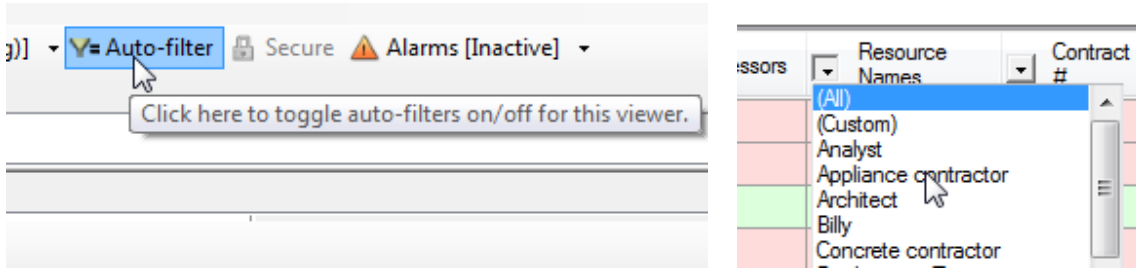 g)] Auto-filter Secure Alarms [Inactive]
Click here to toggle auto-filters on/off for this viewer.
ssors Resource Names Contract #
(All)
(Custom)
Analyst
Appliance contractor
Architect
Billy
Concrete contractor